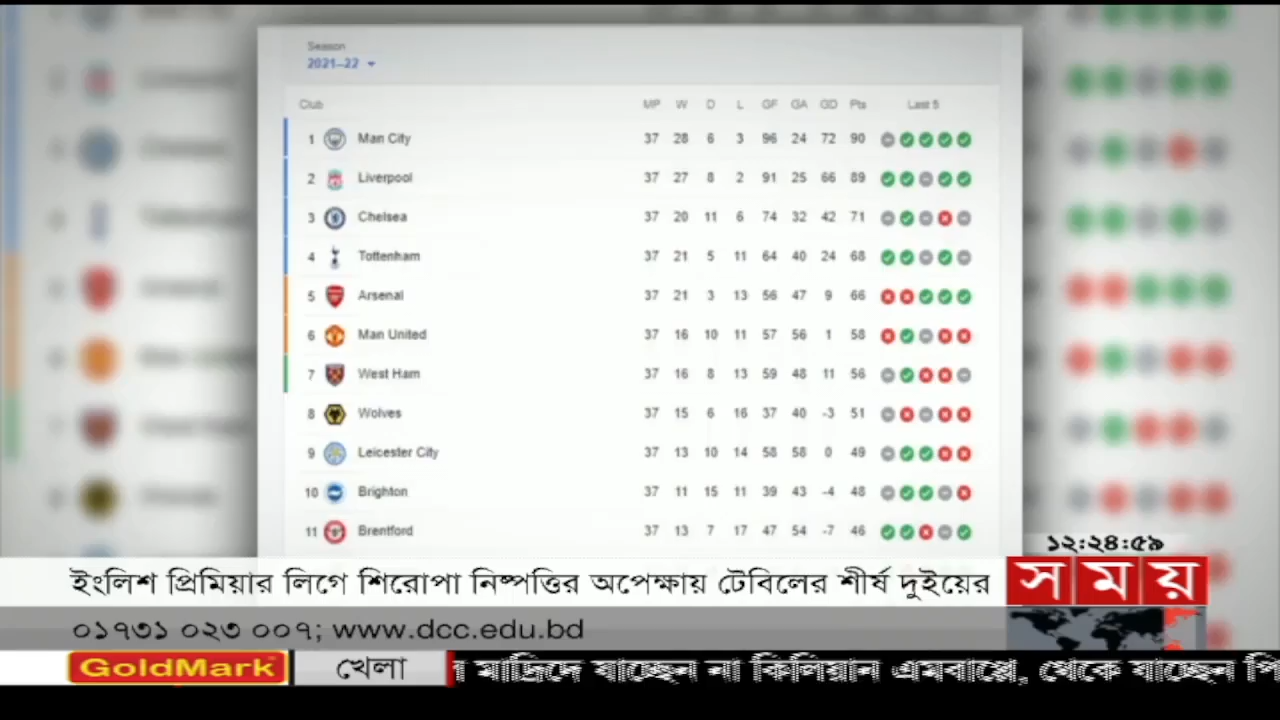 Season
2021–22
Club MP W D L GF GA GD Pts Last 5
1 Man City 37 28 6 3 96 24 72 90
2 Liverpool 37 27 8 2 91 25 66 89
3 Chelsea 37 20 11 6 74 32 42 71
4 Tottenham 37 21 5 11 64 40 24 68
5 Arsenal 37 21 3 13 56 47 9 66
6 Man United 37 16 10 11 57 56 1 58
7 West Ham 37 16 8 13 59 48 11 56
8 Wolves 37 15 6 16 37 40 -3 51
9 Leicester City 37 13 10 14 58 58 0 49
10 Brighton 37 11 15 11 39 43 -4 48
11 Brentford 37 13 7 17 47 54 -7 46
১২:২৪:৫৯
ইংলিশ প্রিমিয়ার লিগে শিরোপা নিষ্পত্তির অপেক্ষায় টেবিলের শীর্ষ দুইয়ের
সময়
০১৭৩১ ০২৩ ০০৭; www.dcc.edu.bd
GoldMark খেলা মাদ্রিদে যাচ্ছেন না কিলিয়ান এমবাপ্পে, থেকে যাচ্ছেন